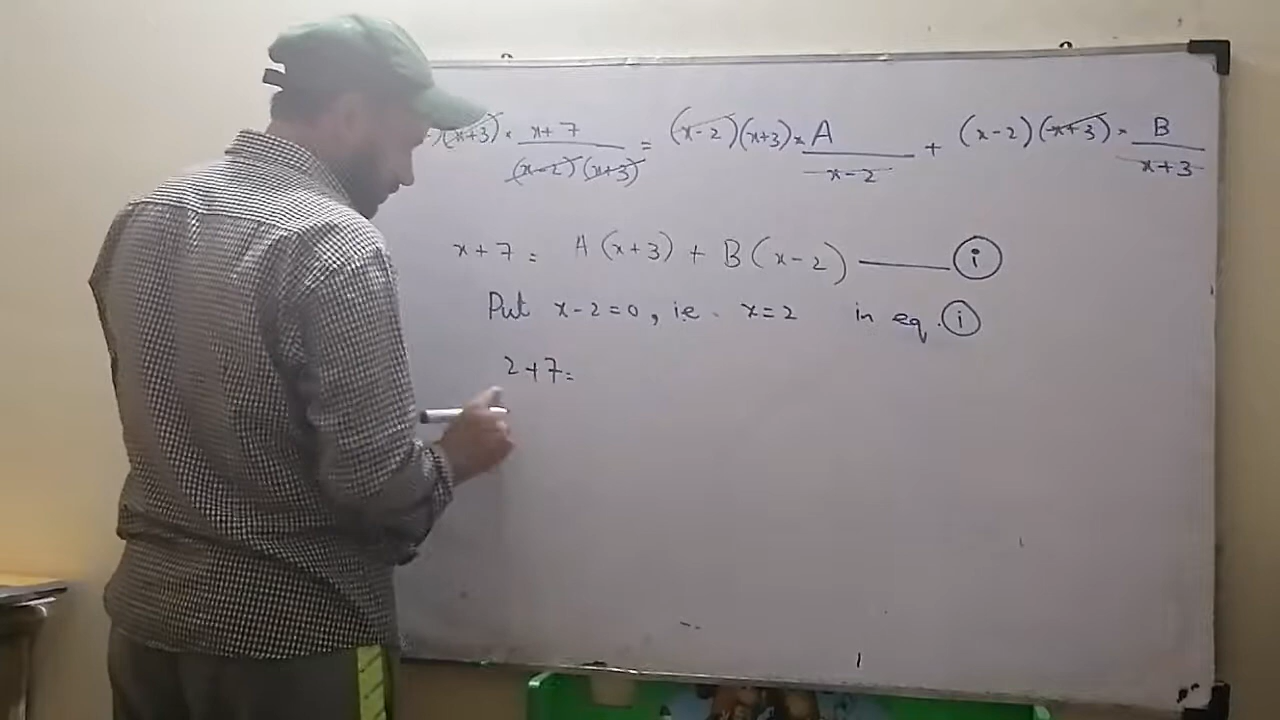 )(x+3) × x+7 / (x-2)(x+3) = (x-2)(x+3) × A / x-2 + (x-2)(x+3) × B / x+3
x+7 = A(x+3) + B(x-2) ——— (i)
Put x-2=0, i.e. x=2 in eq. (i)
2+7=